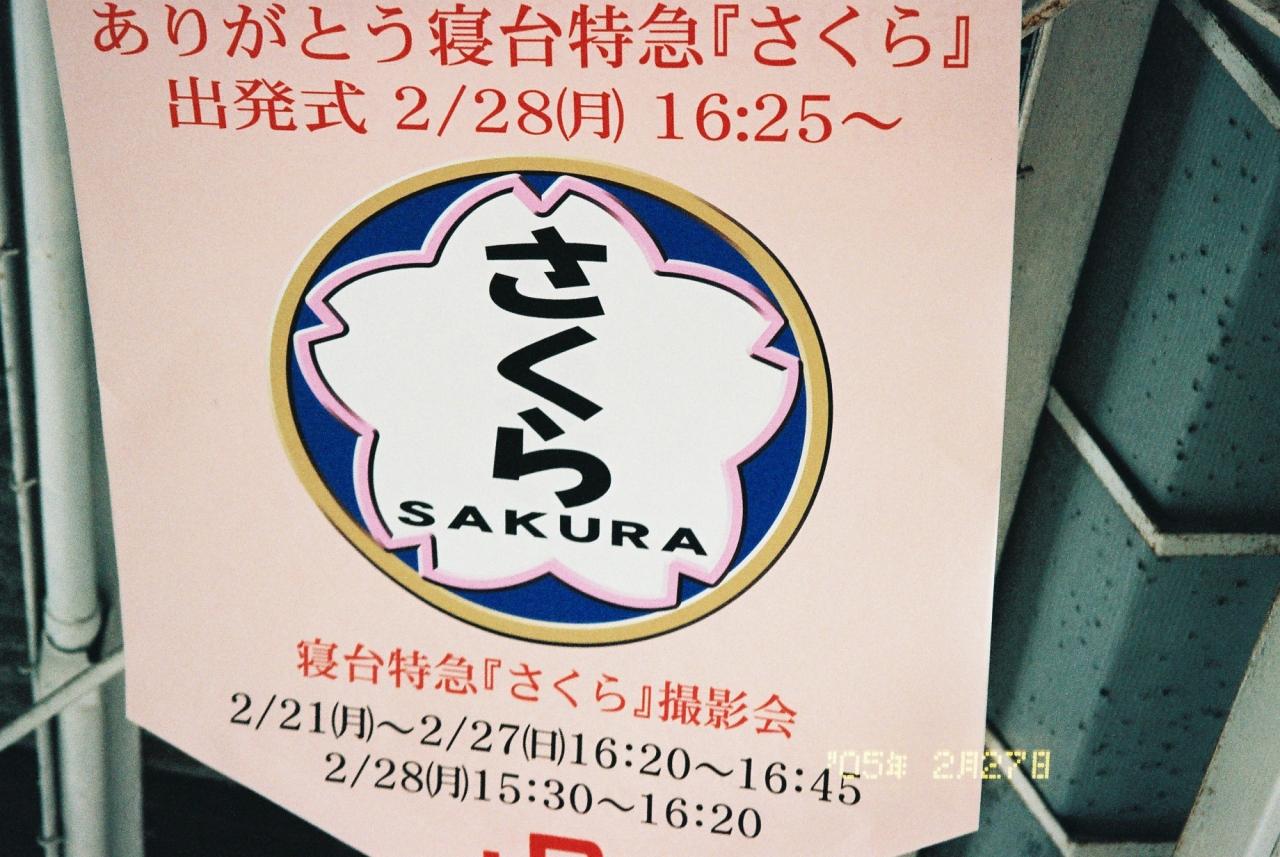 ありがとう寝台特急『さくら』
出発式 2/28(月) 16:25～
さくら
SAKURA
寝台特急『さくら』撮影会
2/21(月)～2/27(日)16:20～16:45
2/28(月)15:30～16:20
'05年 2月27日